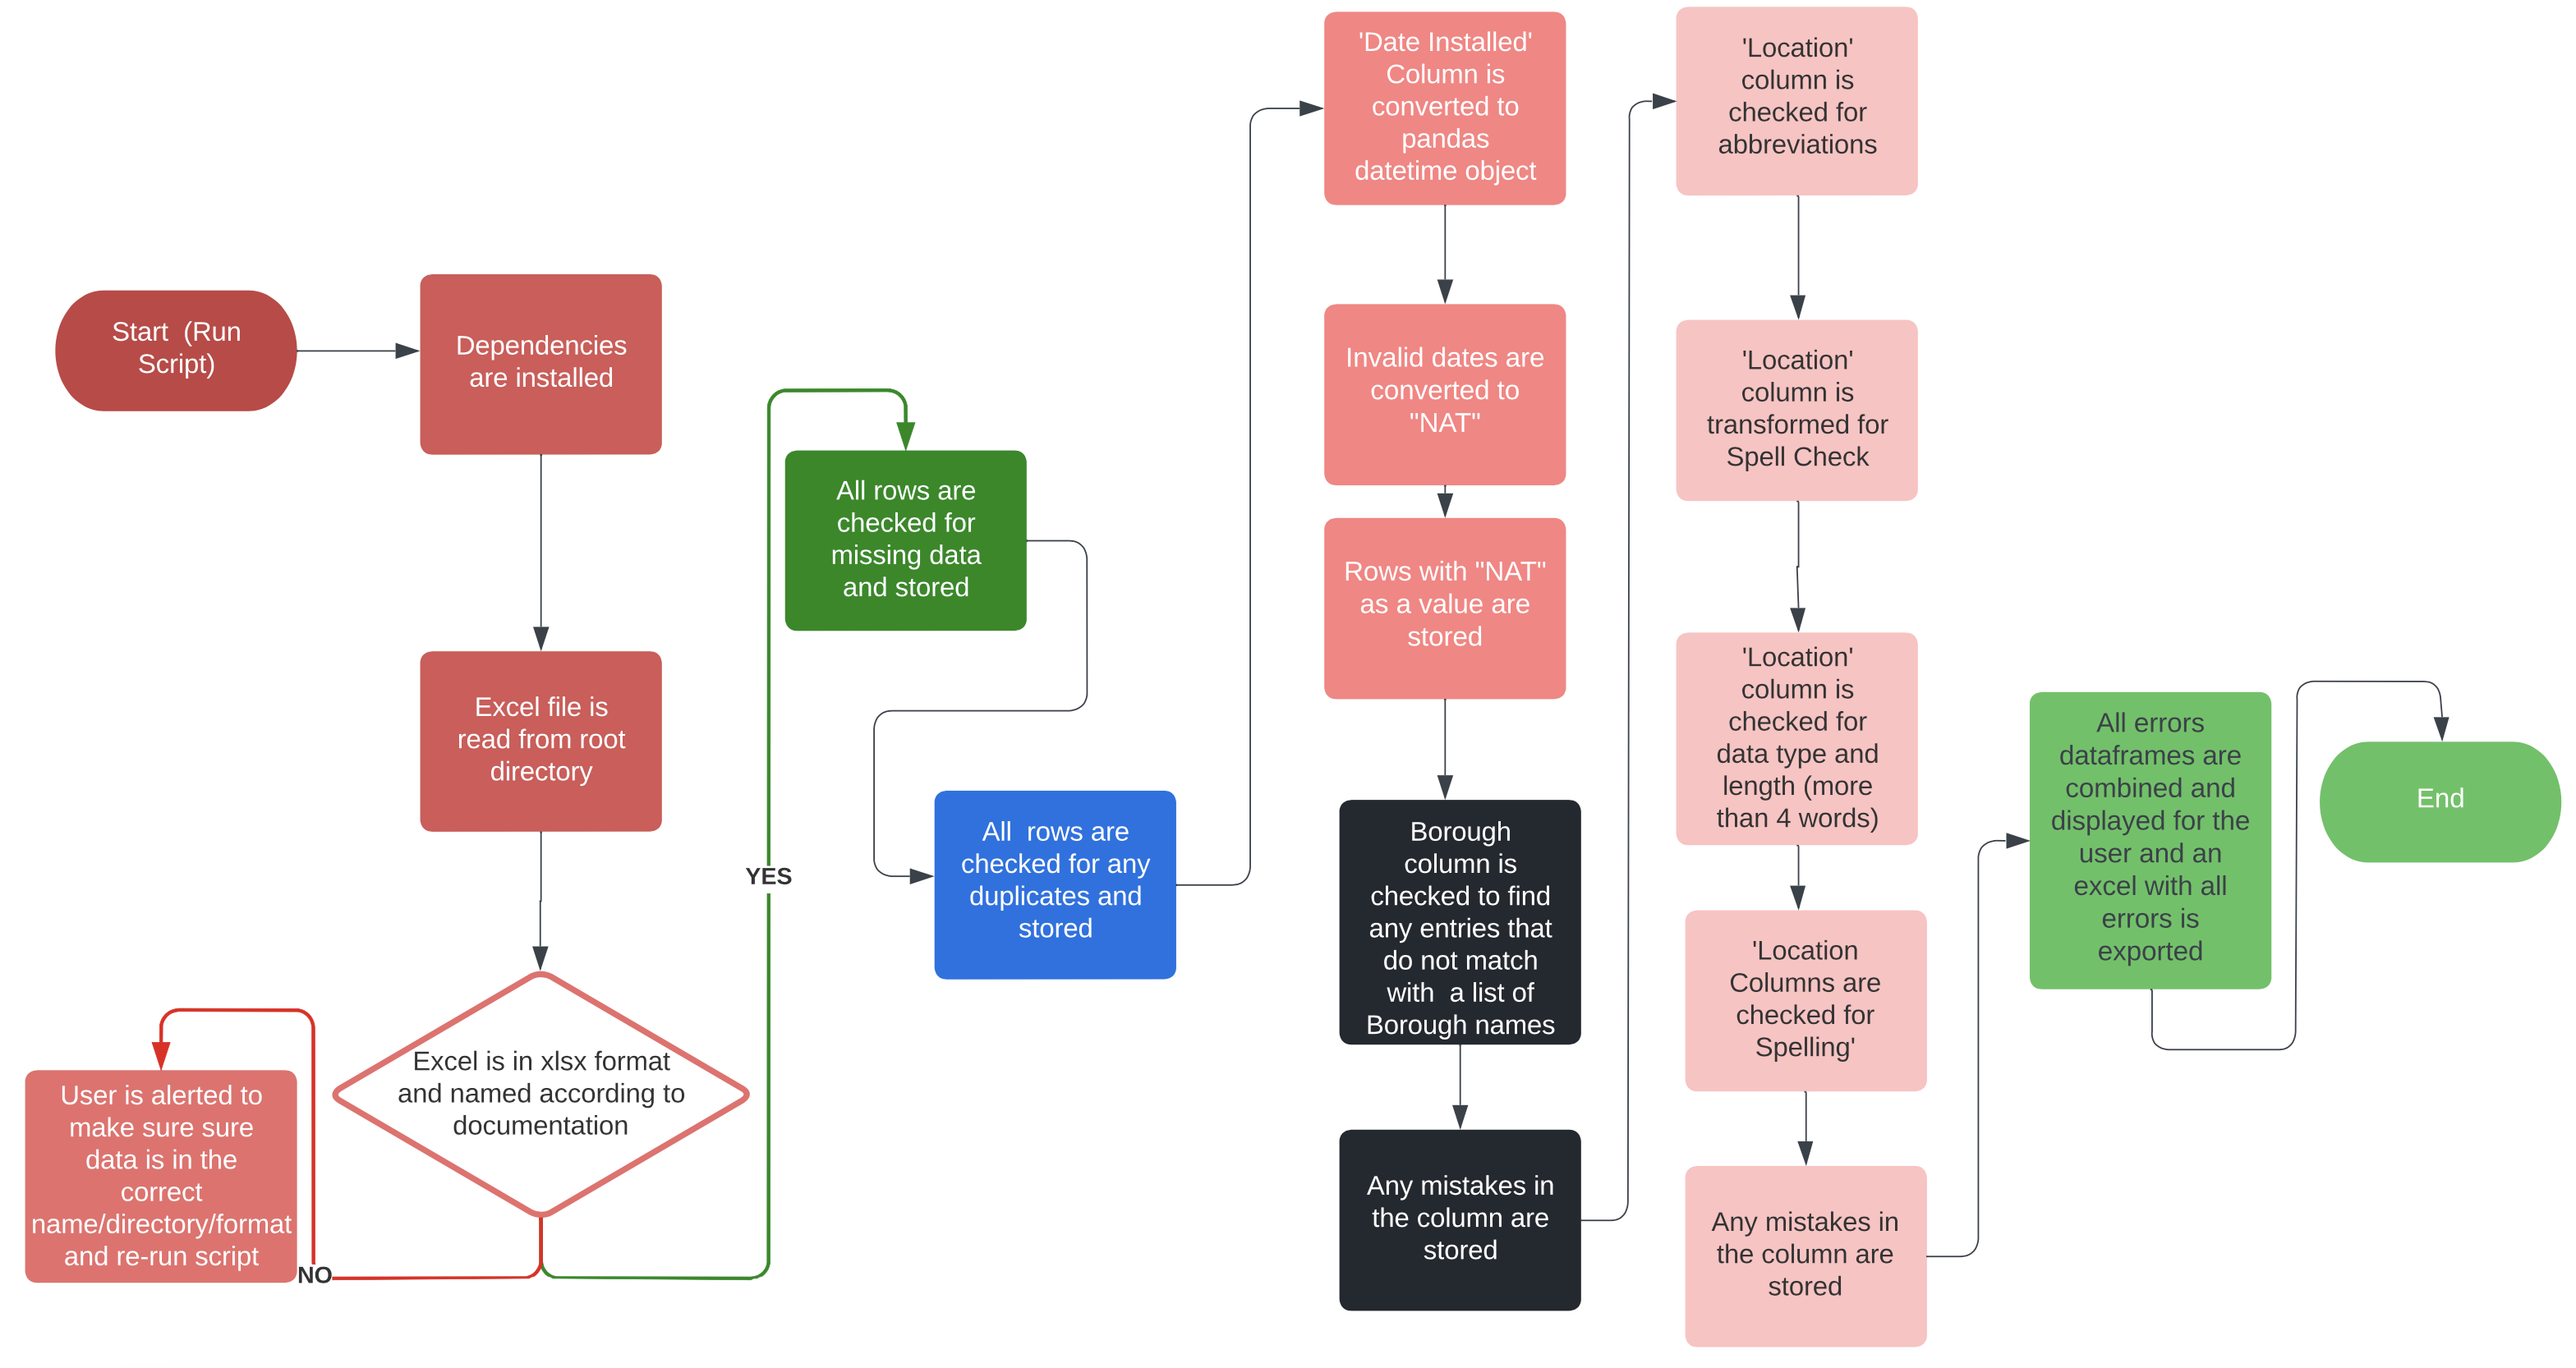 Start  (Run
Script)
Dependencies
are installed
Excel file is
read from root
directory
Excel is in xlsx format
and named according to
documentation
NO
User is alerted to
make sure sure
data is in the
correct
name/directory/format
and re-run script
YES
All rows are
checked for
missing data
and stored
All  rows are
checked for any
duplicates and
stored
'Date Installed'
Column is
converted to
pandas
datetime object
Invalid dates are
converted to
"NAT"
Rows with "NAT"
as a value are
stored
Borough
column is
checked to find
any entries that
do not match
with  a list of
Borough names
Any mistakes in
the column are
stored
'Location'
column is
checked for
abbreviations
'Location'
column is
transformed for
Spell Check
'Location'
column is
checked for
data type and
length (more
than 4 words)
'Location
Columns are
checked for
Spelling'
Any mistakes in
the column are
stored
All errors
dataframes are
combined and
displayed for the
user and an
excel with all
errors is
exported
End